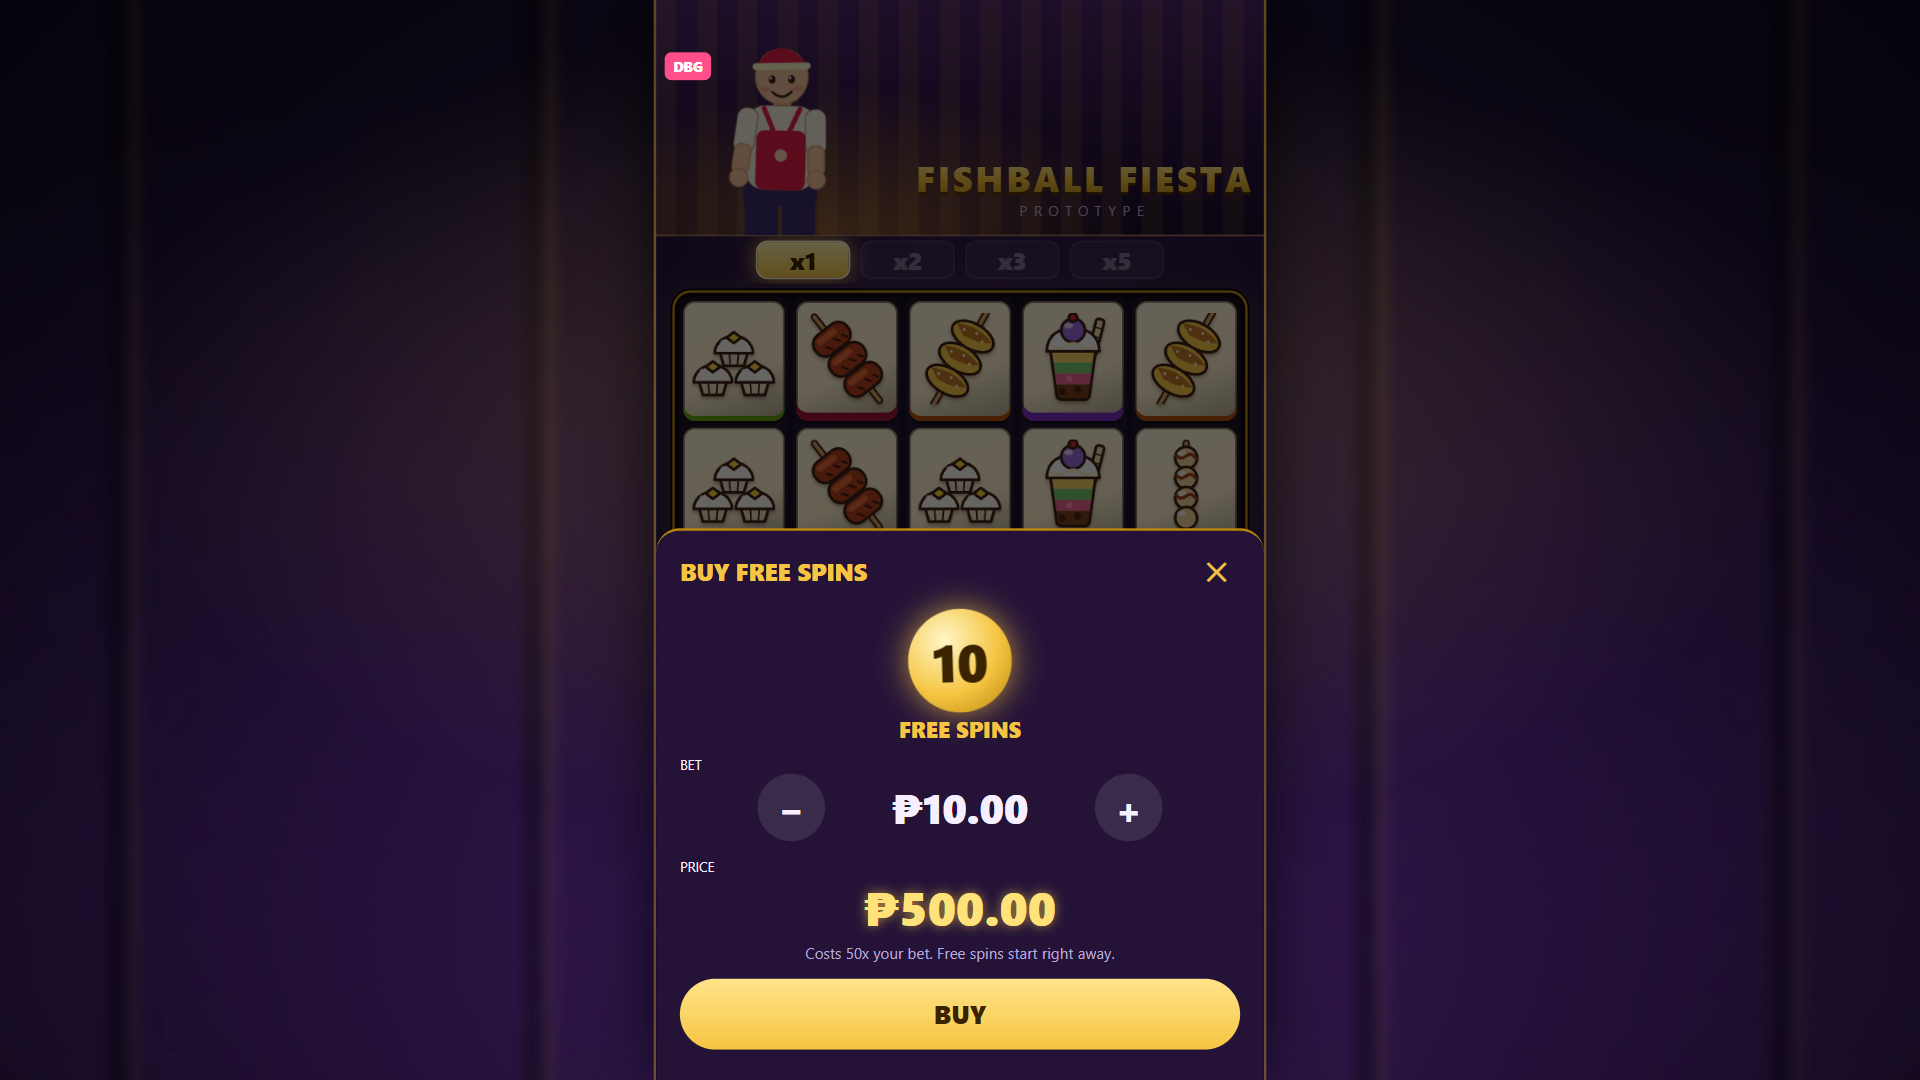 DBG
FISHBALL FIESTA
PROTOTYPE
x1 x2 x3 x5
BUY FREE SPINS
10
FREE SPINS
BET
− ₱10.00 +
PRICE
₱500.00
Costs 50x your bet. Free spins start right away.
BUY